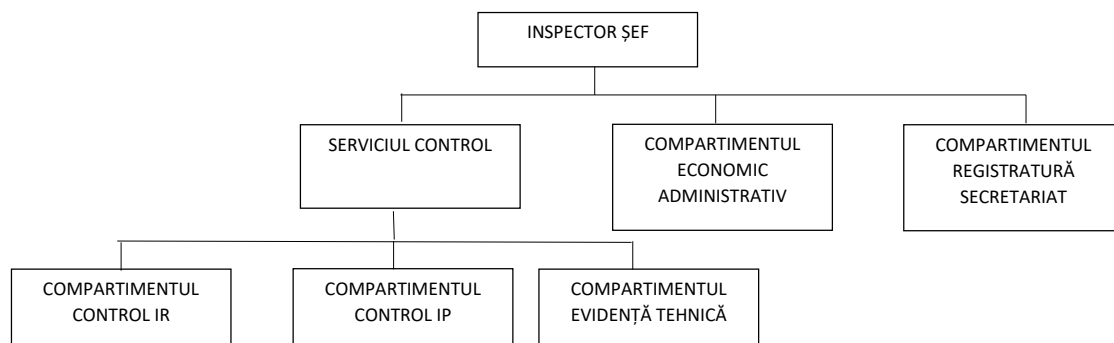 INSPECTOR ȘEF
SERVICIUL CONTROL
COMPARTIMENTUL
ECONOMIC
ADMINISTRATIV
COMPARTIMENTUL
REGISTRATURĂ
SECRETARIAT
COMPARTIMENTUL
CONTROL IR
COMPARTIMENTUL
CONTROL IP
COMPARTIMENTUL
EVIDENȚĂ TEHNICĂ